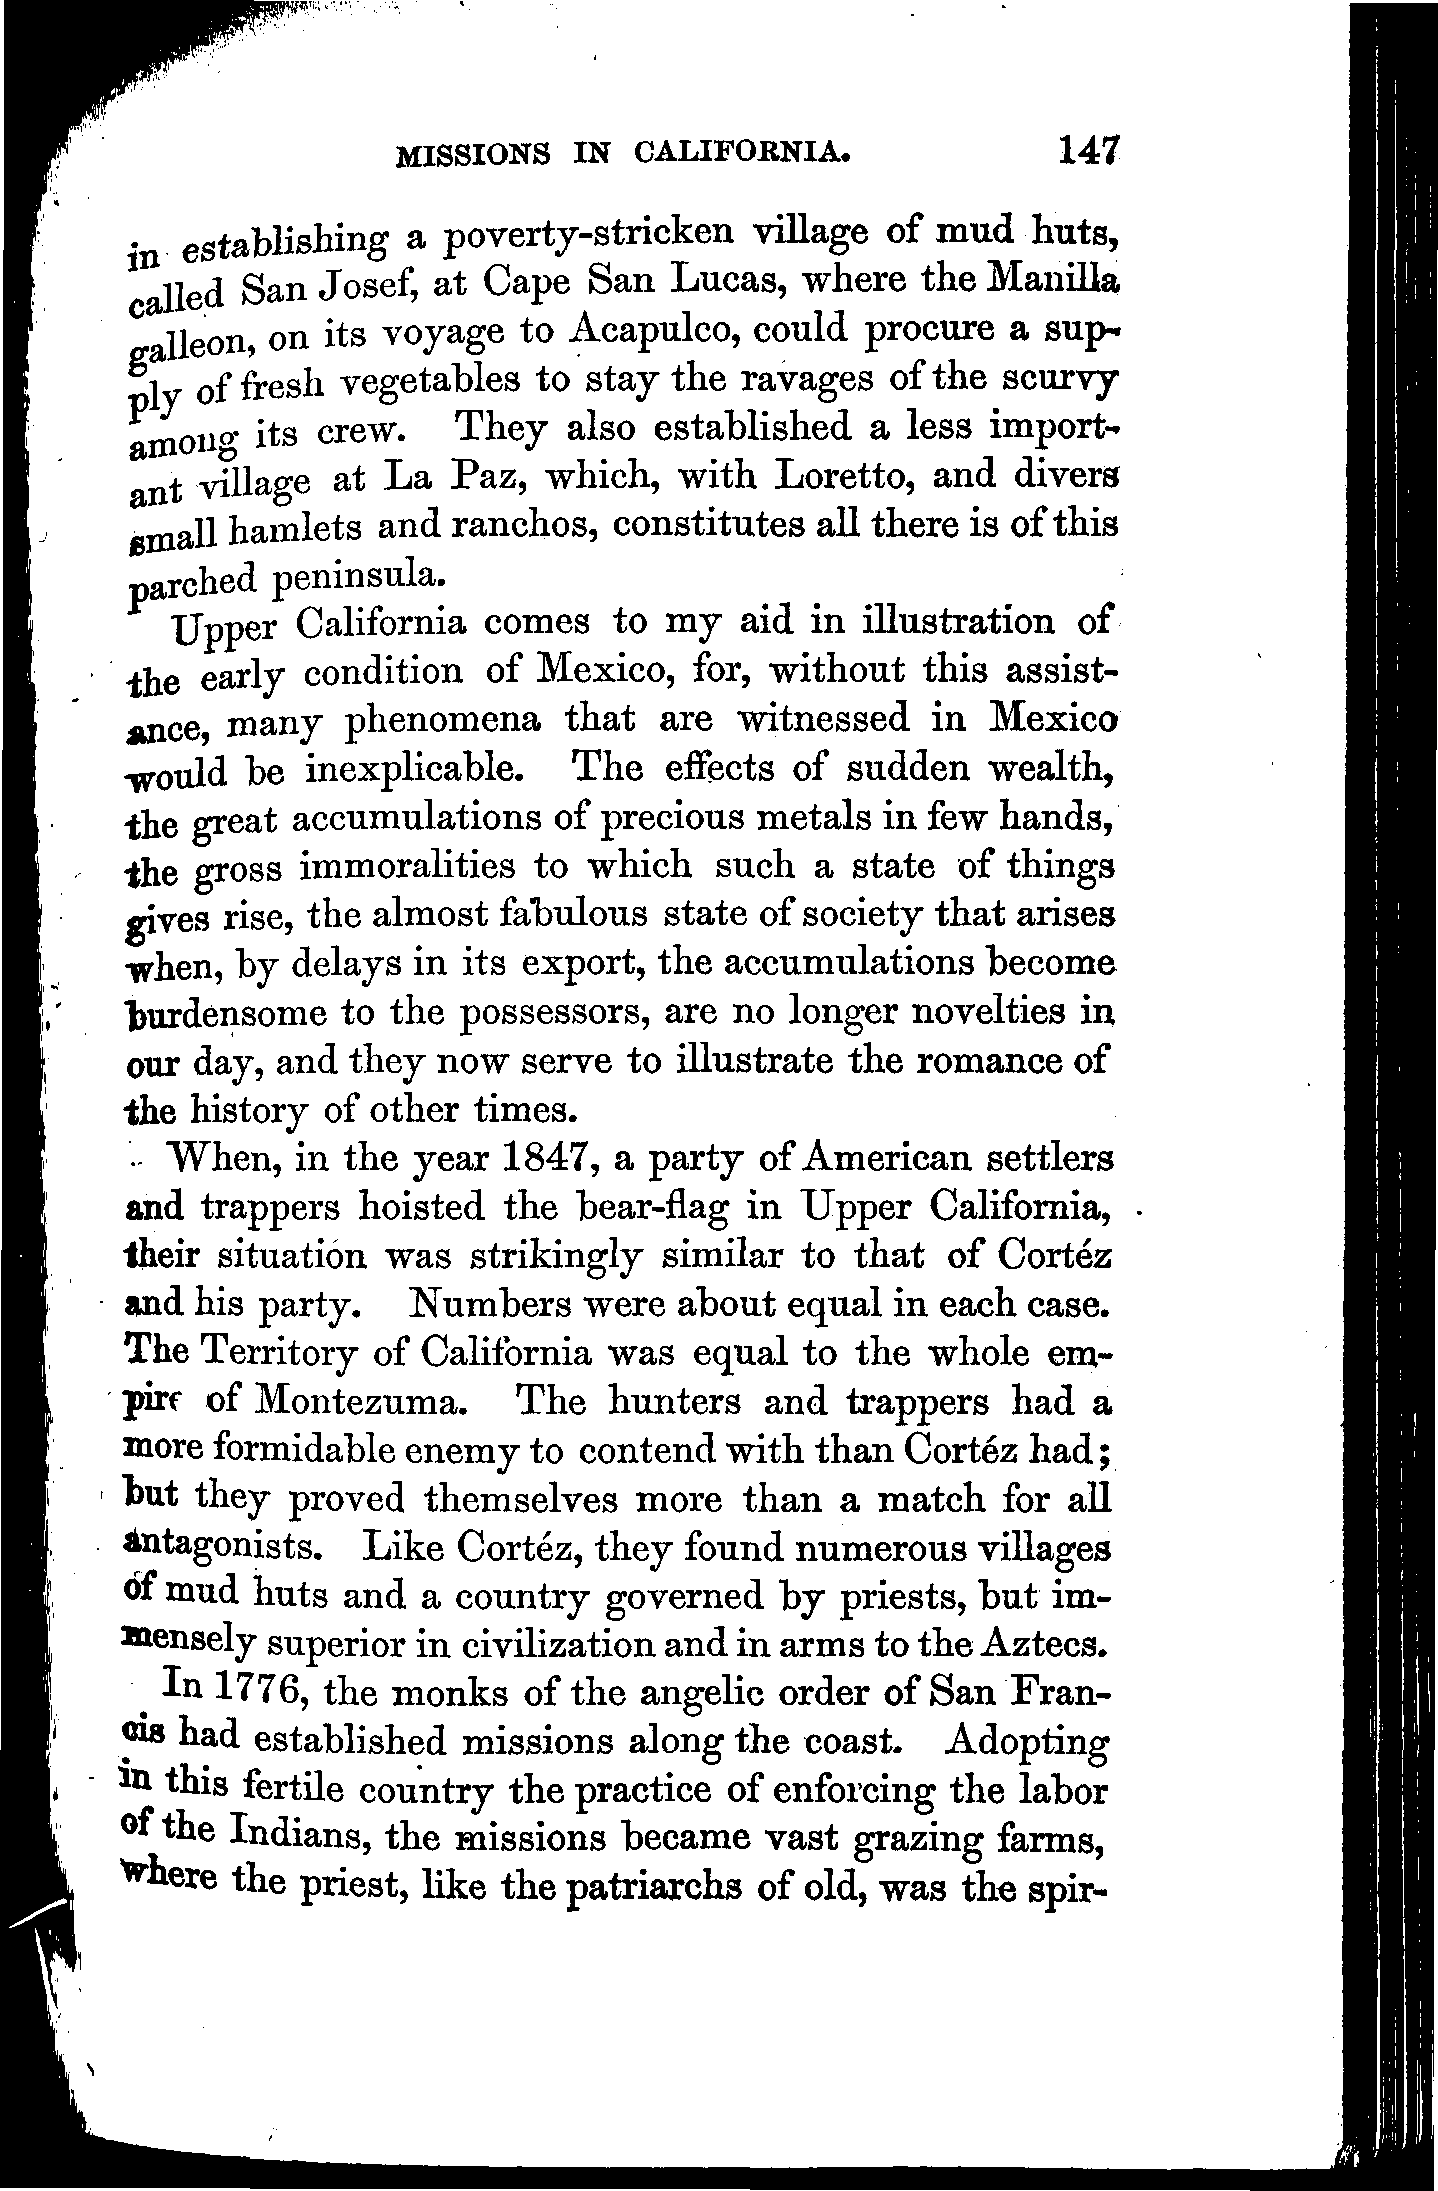 MISSIONS IN CALIFORNIA. 147
in establishing a poverty-stricken village of mud huts,
called San Josef, at Cape San Lucas, where the Manilla
galleon, on its voyage to Acapulco, could procure a sup-
ply of fresh vegetables to stay the ravages of the scurvy
among its crew. They also established a less import-
ant village at La Paz, which, with Loretto, and divers
small hamlets and ranchos, constitutes all there is of this
parched peninsula.
Upper California comes to my aid in illustration of
the early condition of Mexico, for, without this assist-
ance, many phenomena that are witnessed in Mexico
would be inexplicable. The effects of sudden wealth,
the great accumulations of precious metals in few hands,
the gross immoralities to which such a state of things
gives rise, the almost fabulous state of society that arises
when, by delays in its export, the accumulations become
burdensome to the possessors, are no longer novelties in
our day, and they now serve to illustrate the romance of
the history of other times.
When, in the year 1847, a party of American settlers
and trappers hoisted the bear-flag in Upper California,
their situation was strikingly similar to that of Cortéz
and his party. Numbers were about equal in each case.
The Territory of California was equal to the whole em-
pire of Montezuma. The hunters and trappers had a
more formidable enemy to contend with than Cortéz had;
but they proved themselves more than a match for all
antagonists. Like Cortéz, they found numerous villages
of mud huts and a country governed by priests, but im-
mensely superior in civilization and in arms to the Aztecs.
In 1776, the monks of the angelic order of San Fran-
cis had established missions along the coast. Adopting
in this fertile country the practice of enforcing the labor
of the Indians, the missions became vast grazing farms,
where the priest, like the patriarchs of old, was the spir-